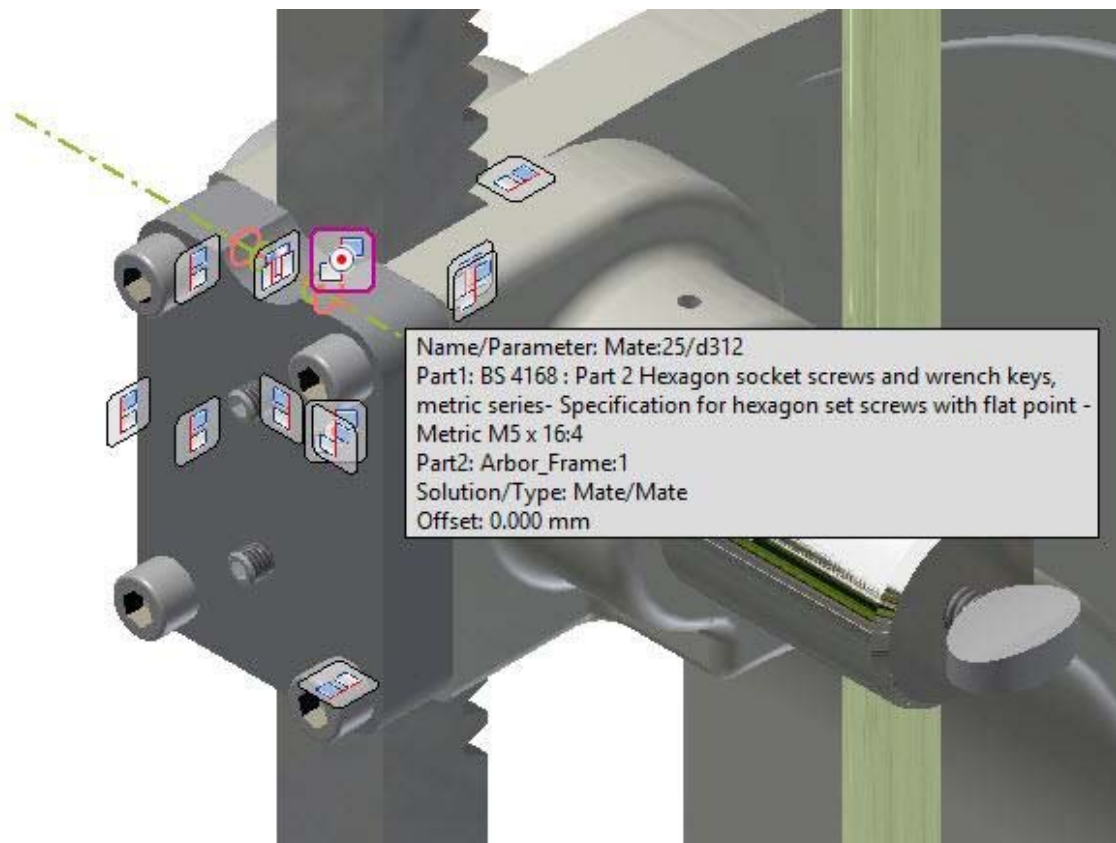 Name/Parameter: Mate:25/d312
Part1: BS 4168 : Part 2 Hexagon socket screws and wrench keys,
metric series- Specification for hexagon set screws with flat point -
Metric M5 x 16:4
Part2: Arbor_Frame:1
Solution/Type: Mate/Mate
Offset: 0.000 mm